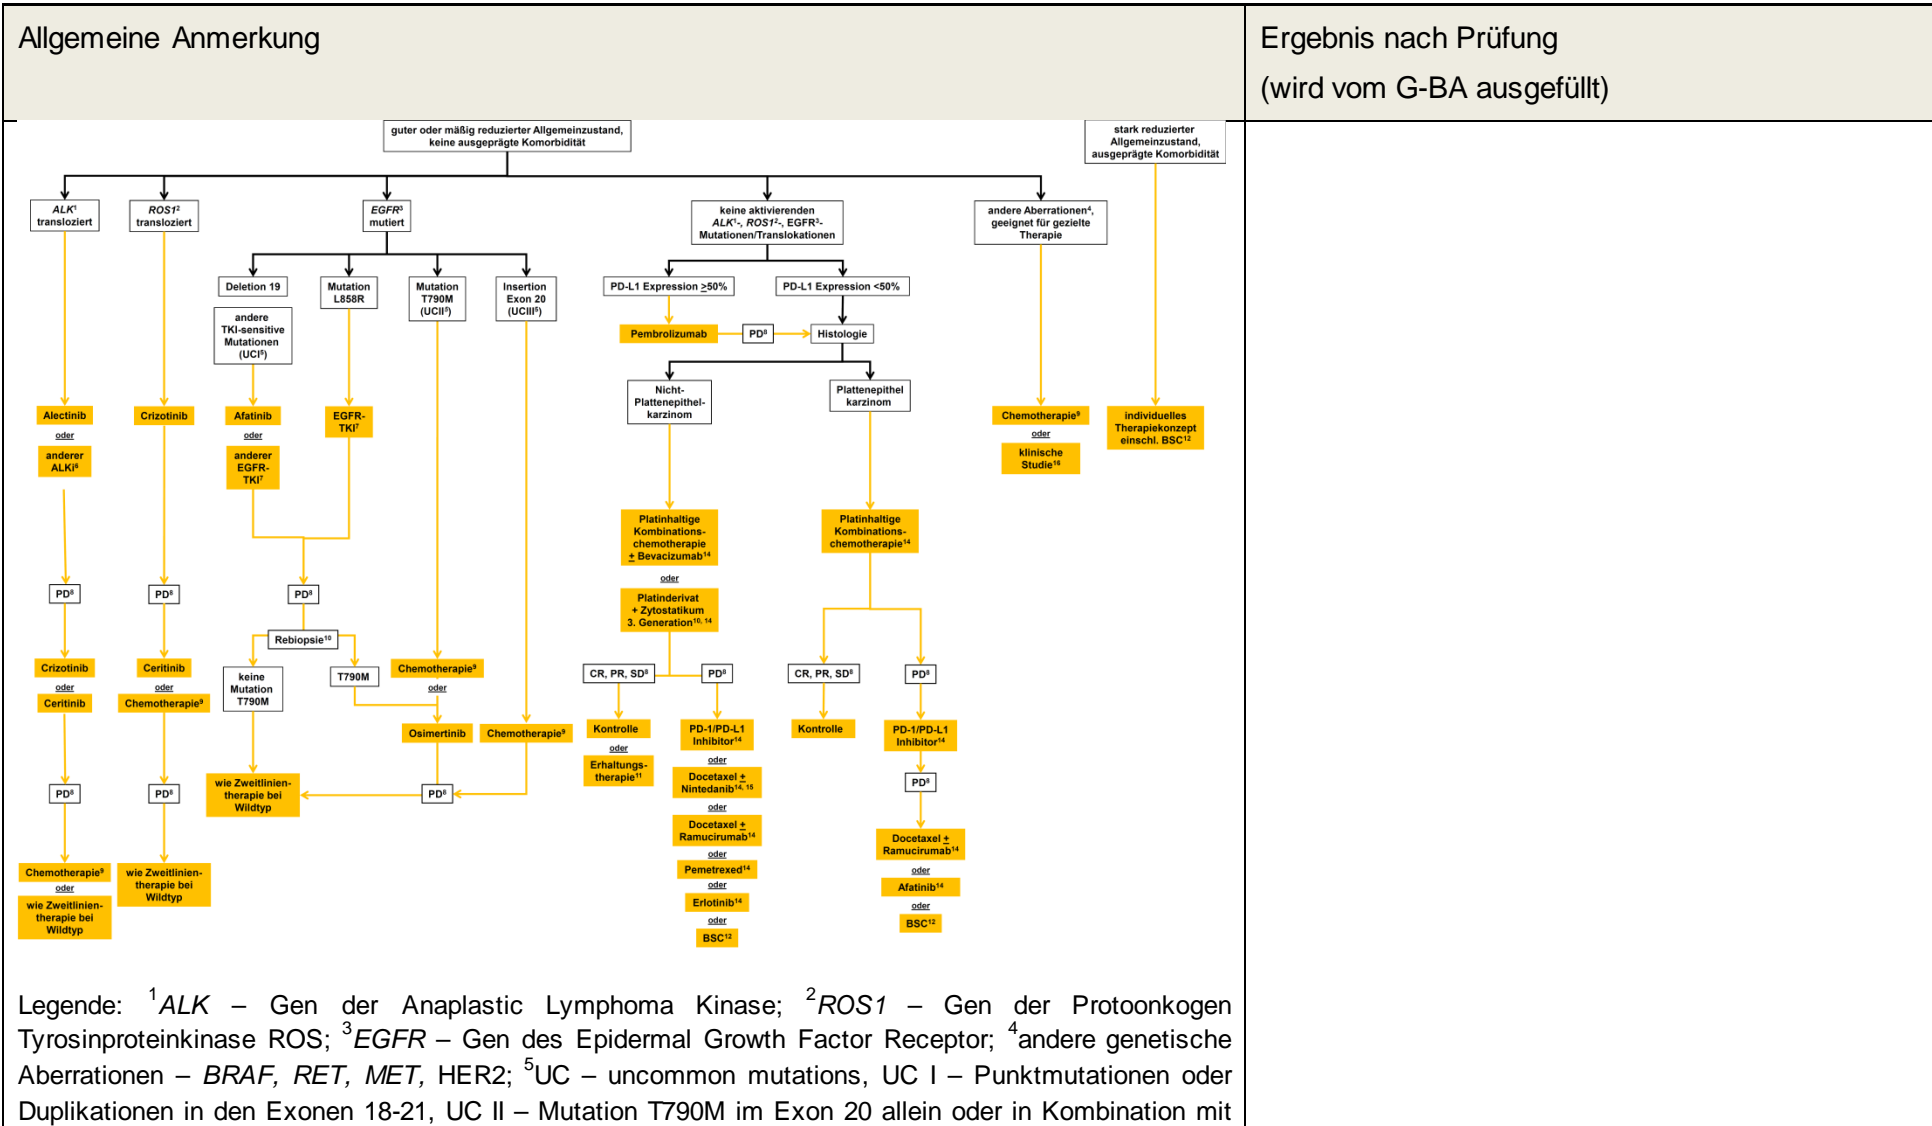 Allgemeine Anmerkung
Ergebnis nach Prüfung
(wird vom G-BA ausgefüllt)
guter oder mäßig reduzierter Allgemeinzustand,
keine ausgeprägte Komorbidität
stark reduzierter
Allgemeinzustand,
ausgeprägte Komorbidität
ALK¹
transloziert
ROS1²
transloziert
EGFR³
mutiert
keine aktivierenden
ALK¹-, ROS1²-, EGFR³-
Mutationen/Translokationen
andere Aberrationen⁴,
geeignet für gezielte
Therapie
Deletion 19
Mutation
L858R
Mutation
T790M
(UCII⁵)
Insertion
Exon 20
(UCIII⁵)
PD-L1 Expression ≥50%
PD-L1 Expression <50%
andere
TKI-sensitive
Mutationen
(UCI⁵)
Pembrolizumab
PD⁸
Histologie
Nicht-
Plattenepithel-
karzinom
Plattenepithel
karzinom
Alectinib
oder
anderer
ALKi⁶
Crizotinib
Afatinib
oder
anderer
EGFR-
TKI⁷
EGFR-
TKI⁷
Chemotherapie⁹
oder
klinische
Studie¹⁶
individuelles
Therapiekonzept
einschl. BSC¹²
Platinhaltige
Kombinations-
chemotherapie
± Bevacizumab¹⁴
oder
Platinderivat
+ Zytostatikum
3. Generation¹⁰, ¹⁴
Platinhaltige
Kombinations-
chemotherapie¹⁴
PD⁸
PD⁸
PD⁸
Rebiopsie¹⁰
Crizotinib
oder
Ceritinib
Ceritinib
oder
Chemotherapie⁹
keine
Mutation
T790M
T790M
Chemotherapie⁹
oder
Osimertinib
Chemotherapie⁹
CR, PR, SD⁸
PD⁸
CR, PR, SD⁸
PD⁸
Kontrolle
oder
Erhaltungs-
therapie¹¹
PD-1/PD-L1
Inhibitor¹⁴
oder
Docetaxel ±
Nintedanib¹⁴, ¹⁵
oder
Docetaxel ±
Ramucirumab¹⁴
oder
Pemetrexed¹⁴
oder
Erlotinib¹⁴
oder
BSC¹²
Kontrolle
PD-1/PD-L1
Inhibitor¹⁴
PD⁸
Docetaxel ±
Ramucirumab¹⁴
oder
Afatinib¹⁴
oder
BSC¹²
PD⁸
PD⁸
wie Zweitlinien-
therapie bei
Wildtyp
PD⁸
Chemotherapie⁹
oder
wie Zweitlinien-
therapie bei
Wildtyp
wie Zweitlinien-
therapie bei
Wildtyp
Legende: ¹ALK – Gen der Anaplastic Lymphoma Kinase; ²ROS1 – Gen der Protoonkogen
Tyrosinproteinkinase ROS; ³EGFR – Gen des Epidermal Growth Factor Receptor; ⁴andere genetische
Aberrationen – BRAF, RET, MET, HER2; ⁵UC – uncommon mutations, UC I – Punktmutationen oder
Duplikationen in den Exonen 18-21, UC II – Mutation T790M im Exon 20 allein oder in Kombination mit